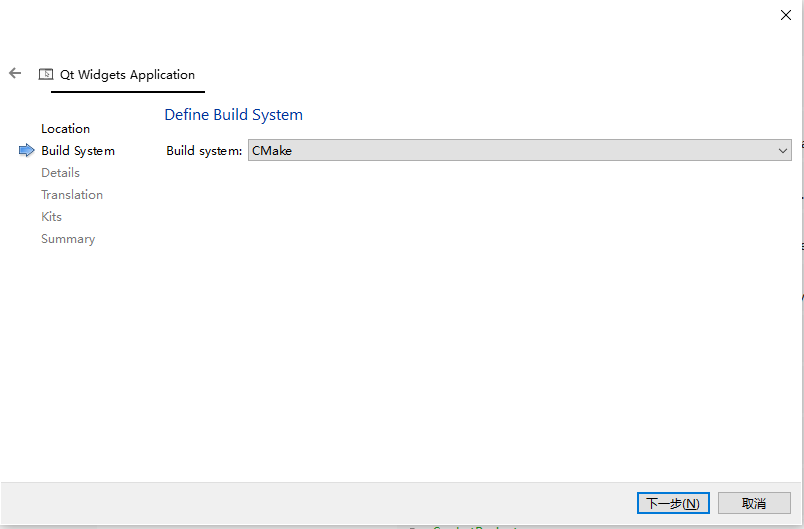 Qt Widgets Application
Define Build System
Location
Build System
Build system: CMake
Details
Translation
Kits
Summary
下一步(N)
取消